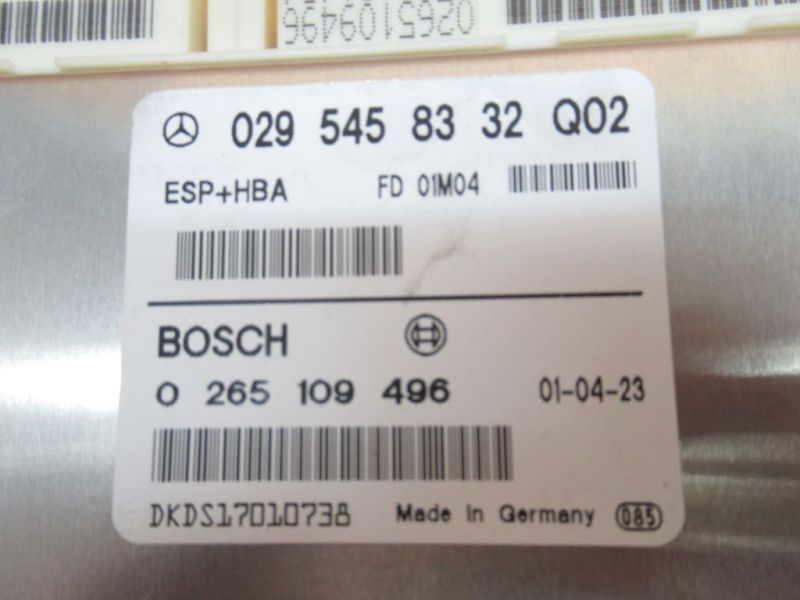 0265109496
029 545 83 32 Q02
ESP+HBA FD 01M04
BOSCH
0 265 109 496 01-04-23
DKDS17010738 Made in Germany 085